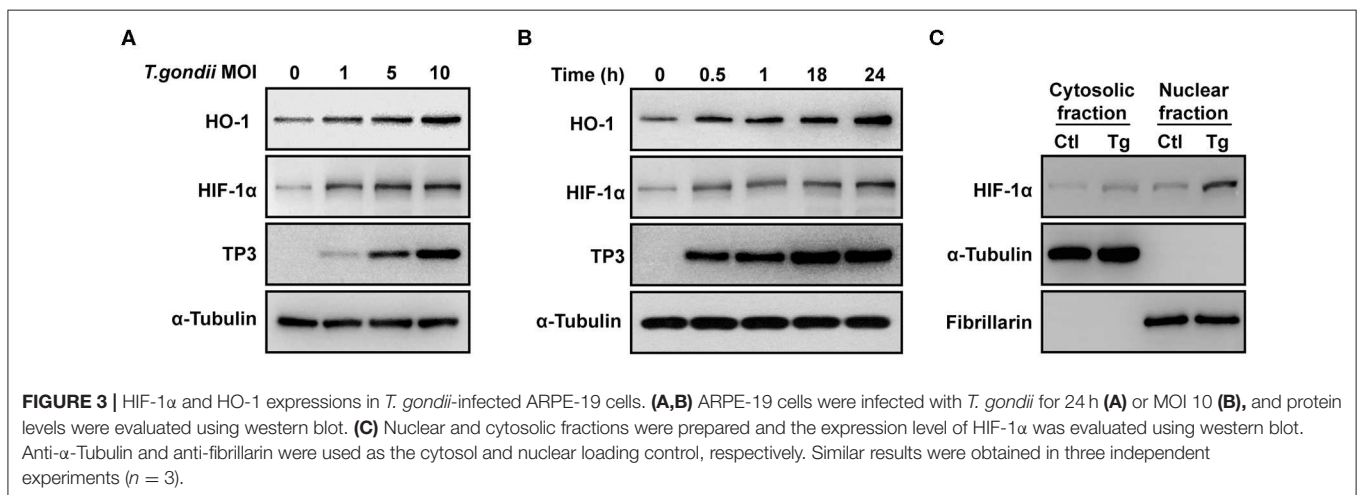 A
T.gondii MOI 0 1 5 10
HO-1
HIF-1α
TP3
α-Tubulin
B
Time (h) 0 0.5 1 18 24
HO-1
HIF-1α
TP3
α-Tubulin
C
Cytosolic fraction Nuclear fraction
Ctl Tg Ctl Tg
HIF-1α
α-Tubulin
Fibrillarin
FIGURE 3 | HIF-1α and HO-1 expressions in T. gondii-infected ARPE-19 cells. (A,B) ARPE-19 cells were infected with T. gondii for 24 h (A) or MOI 10 (B), and protein
levels were evaluated using western blot. (C) Nuclear and cytosolic fractions were prepared and the expression level of HIF-1α was evaluated using western blot.
Anti-α-Tubulin and anti-fibrillarin were used as the cytosol and nuclear loading control, respectively. Similar results were obtained in three independent
experiments (n = 3).